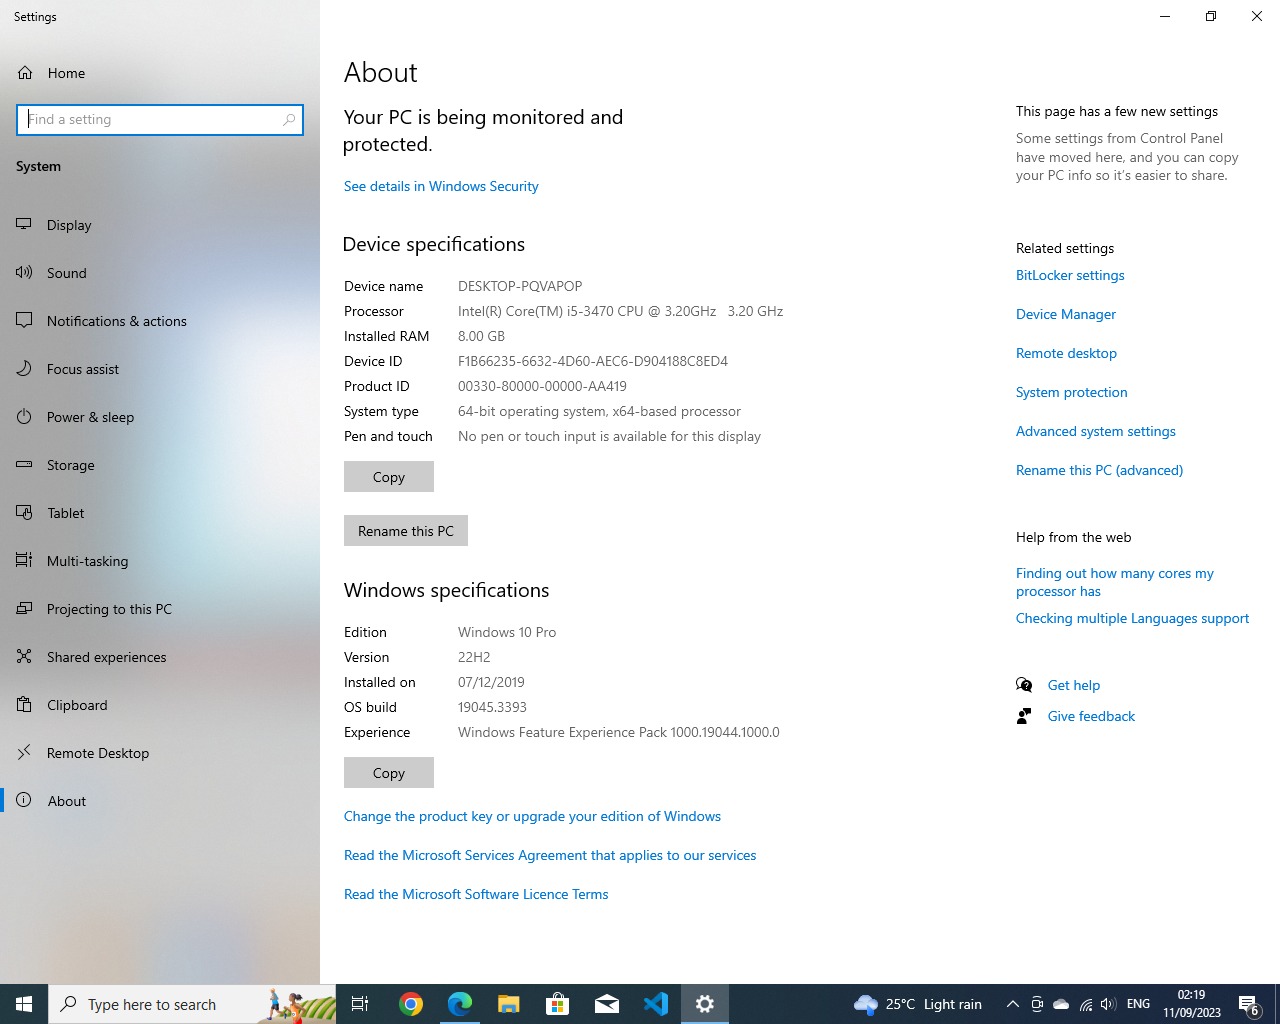 Settings
Home
Find a setting
System
Display
Sound
Notifications & actions
Focus assist
Power & sleep
Storage
Tablet
Multi-tasking
Projecting to this PC
Shared experiences
Clipboard
Remote Desktop
About
About
Your PC is being monitored and
protected.
See details in Windows Security
Device specifications
Device name DESKTOP-PQVAPOP
Processor Intel(R) Core(TM) i5-3470 CPU @ 3.20GHz 3.20 GHz
Installed RAM 8.00 GB
Device ID F1B66235-6632-4D60-AEC6-D904188C8ED4
Product ID 00330-80000-00000-AA419
System type 64-bit operating system, x64-based processor
Pen and touch No pen or touch input is available for this display
Copy
Rename this PC
Windows specifications
Edition Windows 10 Pro
Version 22H2
Installed on 07/12/2019
OS build 19045.3393
Experience Windows Feature Experience Pack 1000.19044.1000.0
Copy
Change the product key or upgrade your edition of Windows
Read the Microsoft Services Agreement that applies to our services
Read the Microsoft Software Licence Terms
This page has a few new settings
Some settings from Control Panel
have moved here, and you can copy
your PC info so it's easier to share.
Related settings
BitLocker settings
Device Manager
Remote desktop
System protection
Advanced system settings
Rename this PC (advanced)
Help from the web
Finding out how many cores my
processor has
Checking multiple Languages support
Get help
Give feedback
Type here to search
25°C Light rain
ENG
02:19
11/09/2023
6